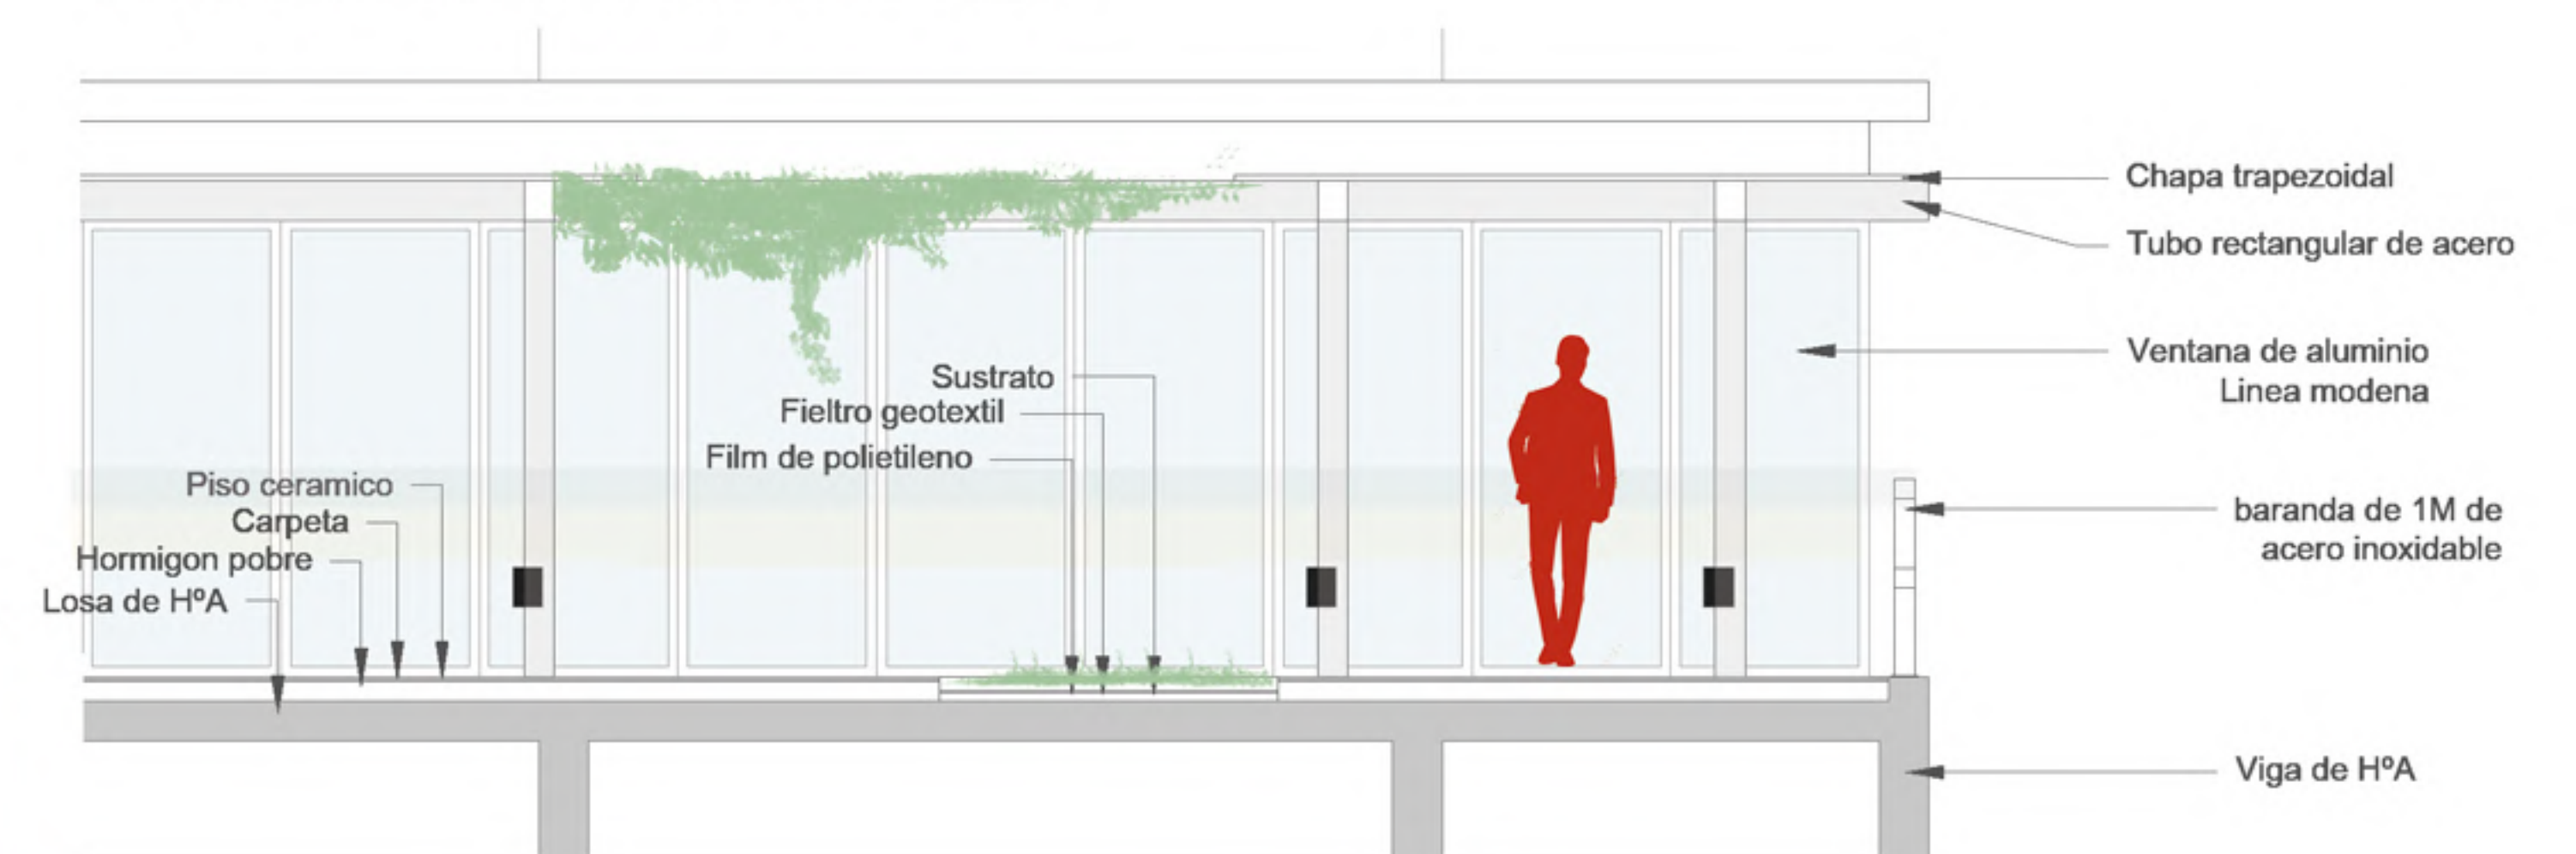 Chapa trapezoidal
Tubo rectangular de acero
Ventana de aluminio
Linea modena
Sustrato
Fieltro geotextil
Film de polietileno
Piso ceramico
Carpeta
Hormigon pobre
Losa de HºA
baranda de 1M de
acero inoxidable
Viga de HºA